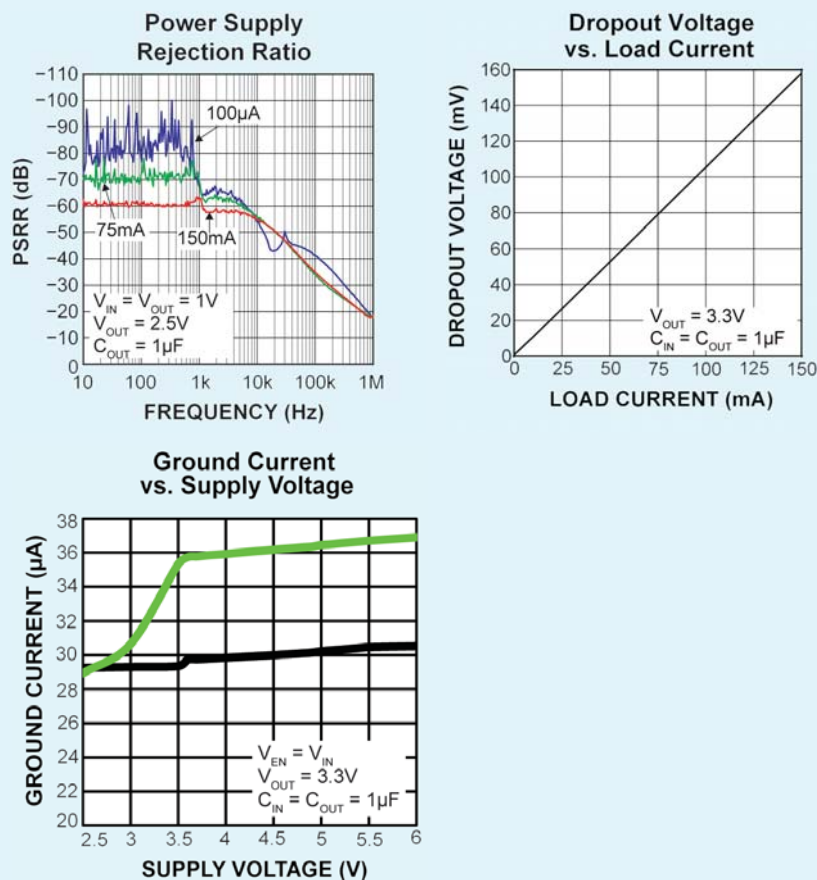 Power Supply
Rejection Ratio
−110
−100
−90
−80
−70
−60
−50
−40
−30
−20
−10
0
PSRR (dB)
100µA
75mA
150mA
V_IN = V_OUT = 1V
V_OUT = 2.5V
C_OUT = 1µF
10 100 1k 10k 100k 1M
FREQUENCY (Hz)
Dropout Voltage
vs. Load Current
160
140
120
100
80
60
40
20
0
DROPOUT VOLTAGE (mV)
V_OUT = 3.3V
C_IN = C_OUT = 1µF
0 25 50 75 100 125 150
LOAD CURRENT (mA)
Ground Current
vs. Supply Voltage
38
36
34
32
30
28
26
24
22
20
GROUND CURRENT (µA)
V_EN = V_IN
V_OUT = 3.3V
C_IN = C_OUT = 1µF
2.5 3 3.5 4 4.5 5 5.5 6
SUPPLY VOLTAGE (V)